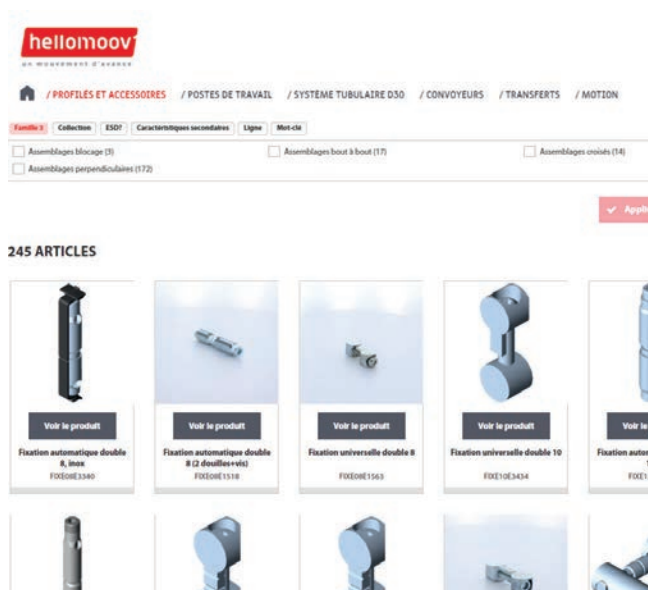 hellomoov'
un mouvement d'avance
/ PROFILÉS ET ACCESSOIRES / POSTES DE TRAVAIL / SYSTÈME TUBULAIRE D30 / CONVOYEURS / TRANSFERTS / MOTION
Famille 3 Collection ESD? Caractéristiques secondaires Ligne Mot-clé
Assemblages blocage (3) Assemblages bout à bout (17) Assemblages croisés (14)
Assemblages perpendiculaires (172)
245 ARTICLES
Voir le produit Voir le produit Voir le produit Voir le produit Voir le
Fixation automatique double 8, inox
FIXE08E3340
Fixation automatique double 8 (2 douilles+vis)
FIXE08E1518
Fixation universelle double 8
FIXE08E1563
Fixation universelle double 10
FIXE10E3434